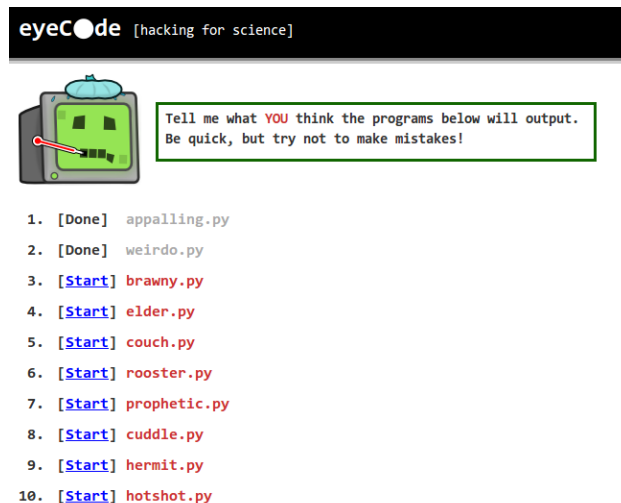 eyeCode [hacking for science]
Tell me what YOU think the programs below will output.
Be quick, but try not to make mistakes!
1. [Done] appalling.py
2. [Done] weirdo.py
3. [Start] brawny.py
4. [Start] elder.py
5. [Start] couch.py
6. [Start] rooster.py
7. [Start] prophetic.py
8. [Start] cuddle.py
9. [Start] hermit.py
10. [Start] hotshot.py